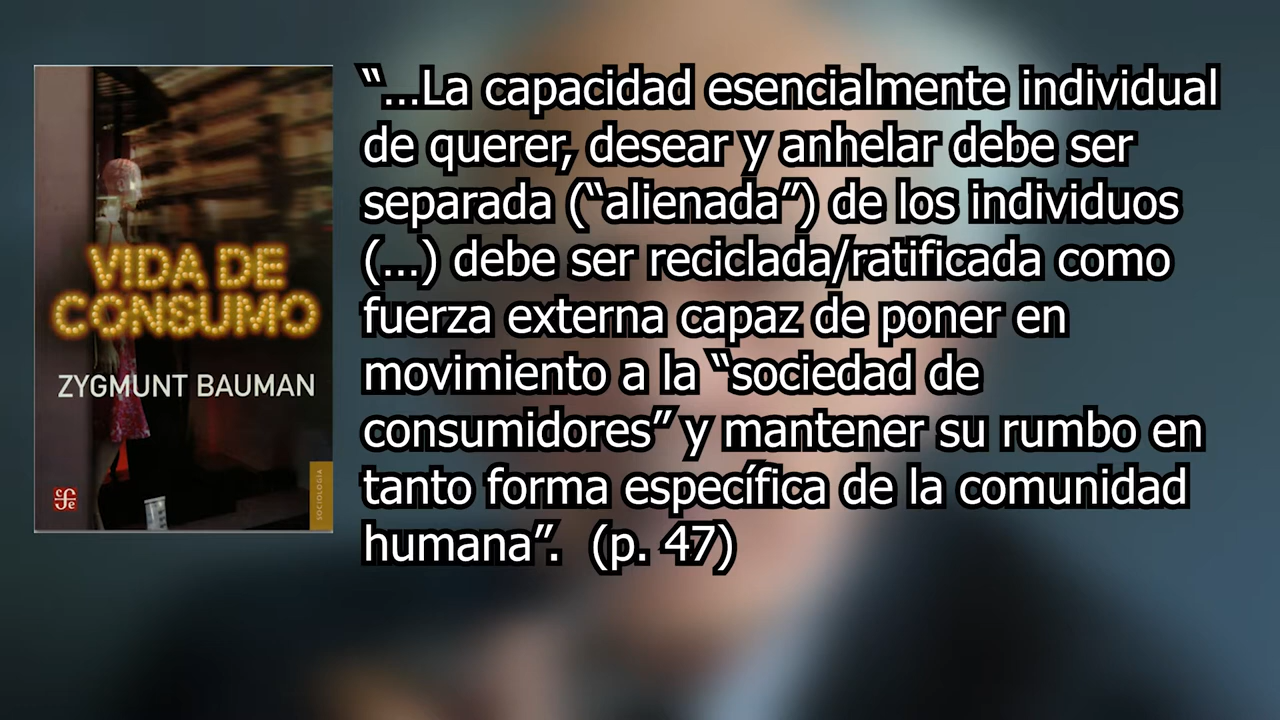 VIDA DE
CONSUMO
ZYGMUNT BAUMAN
SOCIOLOGÍA
“...La capacidad esencialmente individual
de querer, desear y anhelar debe ser
separada (“alienada”) de los individuos
(...) debe ser reciclada/ratificada como
fuerza externa capaz de poner en
movimiento a la “sociedad de
consumidores” y mantener su rumbo en
tanto forma específica de la comunidad
humana”.  (p. 47)